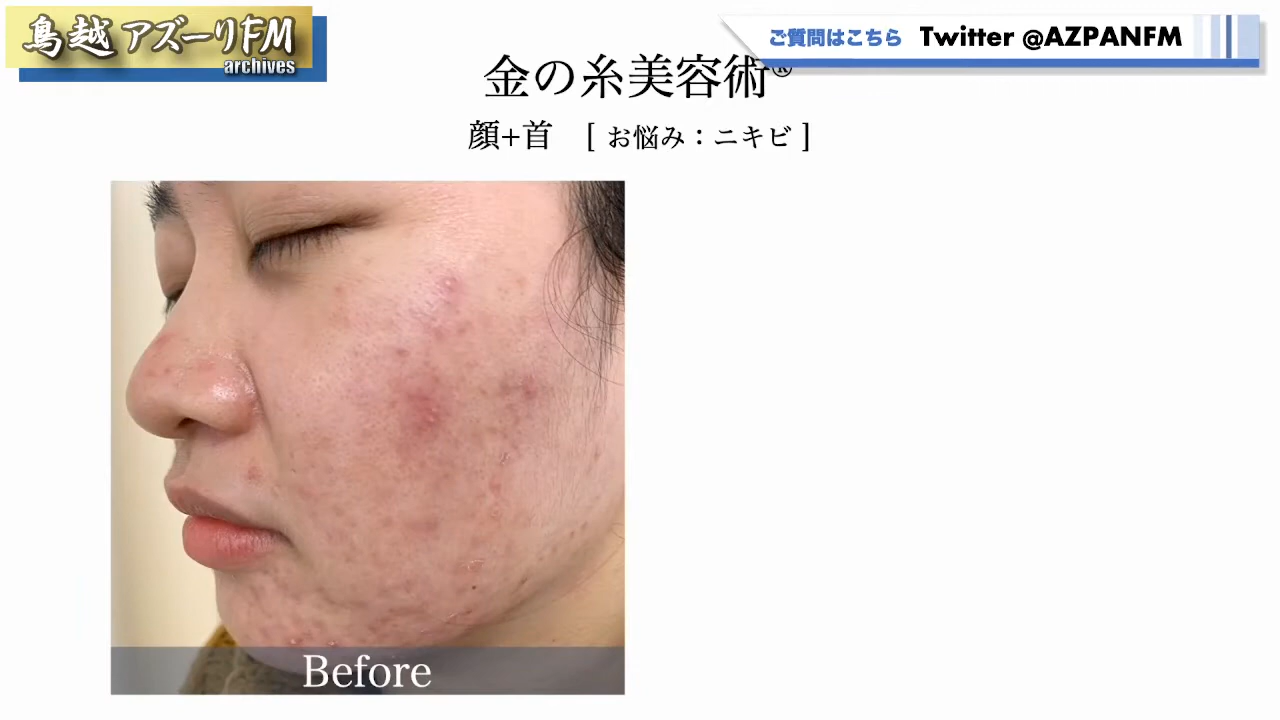 鳥越アズーリFM
archives
ご質問はこちら Twitter @AZPANFM
金の糸美容術®
顔+首 [ お悩み：ニキビ ]
Before